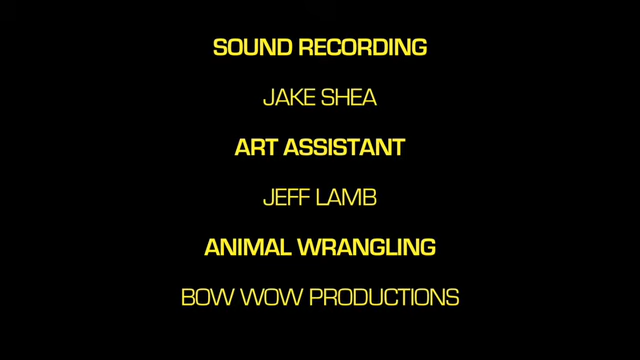 SOUND RECORDING
JAKE SHEA
ART ASSISTANT
JEFF LAMB
ANIMAL WRANGLING
BOW WOW PRODUCTIONS